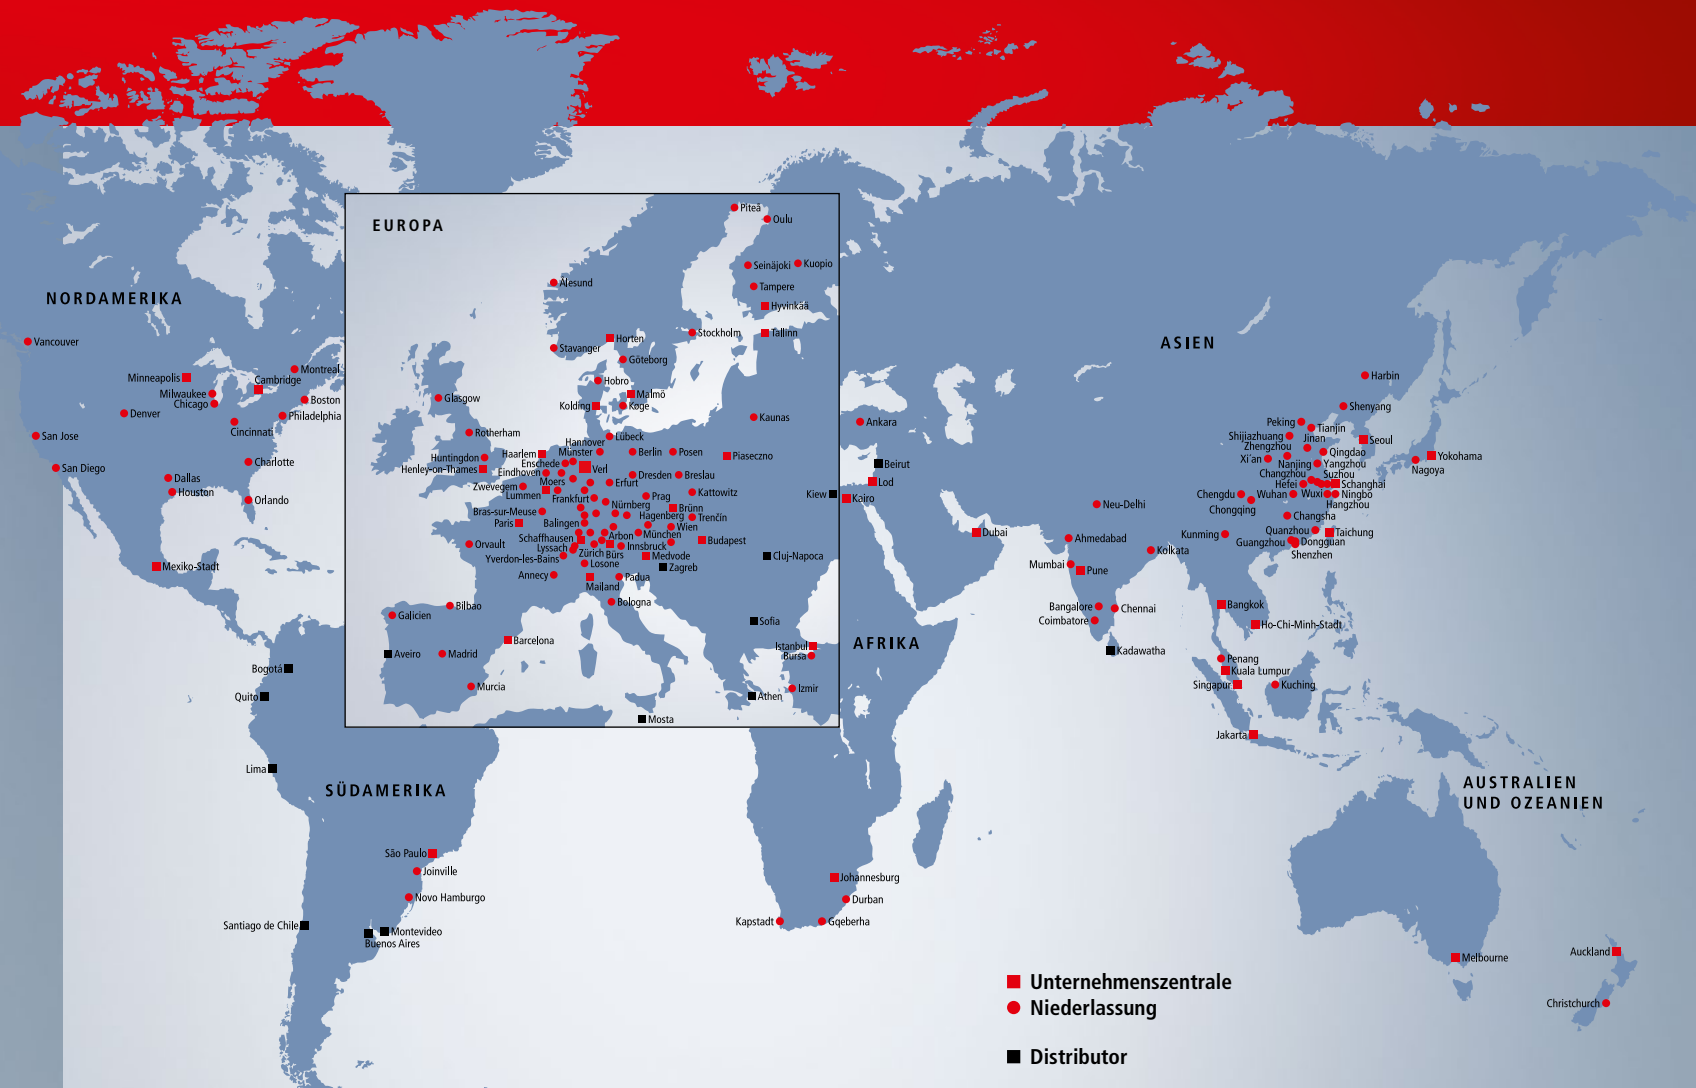 EUROPA
NORDAMERIKA
ASIEN
AFRIKA
SÜDAMERIKA
AUSTRALIEN
UND OZEANIEN
Vancouver
Minneapolis
Cambridge
Montreal
Milwaukee
Chicago
Boston
Denver
Philadelphia
Cincinnati
San Jose
Charlotte
San Diego
Dallas
Houston
Orlando
Mexiko-Stadt
Bogotá
Quito
Lima
São Paulo
Joinville
Novo Hamburgo
Santiago de Chile
Montevideo
Buenos Aires
Piteå
Oulu
Seinäjoki
Kuopio
Ålesund
Tampere
Hyvinkää
Stockholm
Tallinn
Horten
Stavanger
Göteborg
Hobro
Malmö
Glasgow
Kolding
Køge
Kaunas
Rotherham
Lübeck
Hannover
Münster
Berlin
Posen
Haarlem
Piaseczno
Huntingdon
Enschede
Verl
Henley-on-Thames
Eindhoven
Dresden
Breslau
Moers
Erfurt
Zwevegem
Lummen
Frankfurt
Prag
Kattowitz
Kiew
Nürnberg
Brünn
Bras-sur-Meuse
Hagenberg
Trenčín
Paris
Balingen
Wien
München
Schaffhausen
Arbon
Budapest
Orvault
Lyssach
Innsbruck
Zürich
Bürs
Medvode
Cluj-Napoca
Yverdon-les-Bains
Losone
Zagreb
Annecy
Padua
Mailand
Bologna
Bilbao
Galicien
Sofia
Barcelona
Istanbul
Bursa
Aveiro
Madrid
Murcia
Izmir
Athen
Mosta
Ankara
Beirut
Lod
Kairo
Dubai
Johannesburg
Durban
Kapstadt
Gqeberha
Harbin
Shenyang
Peking
Tianjin
Shijiazhuang
Jinan
Seoul
Zhengzhou
Qingdao
Yokohama
Xi´an
Nanjing
Yangzhou
Nagoya
Changzhou
Suzhou
Hefei
Schanghai
Chengdu
Wuhan
Wuxi
Ningbo
Neu-Delhi
Chongqing
Hangzhou
Changsha
Kunming
Quanzhou
Taichung
Ahmedabad
Guangzhou
Dongguan
Kolkata
Shenzhen
Mumbai
Pune
Bangkok
Bangalore
Chennai
Coimbatore
Ho-Chi-Minh-Stadt
Kadawatha
Penang
Kuala Lumpur
Singapur
Kuching
Jakarta
Melbourne
Auckland
Christchurch
Unternehmenszentrale
Niederlassung
Distributor